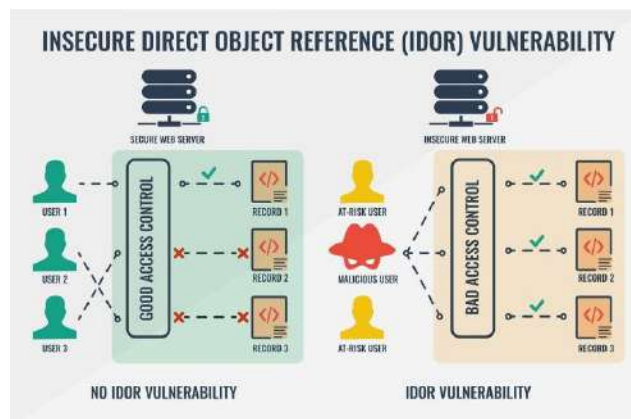 INSECURE DIRECT OBJECT REFERENCE (IDOR) VULNERABILITY
SECURE WEB SERVER
USER 1
USER 2
USER 3
GOOD ACCESS CONTROL
RECORD 1
RECORD 2
RECORD 3
NO IDOR VULNERABILITY
INSECURE WEB SERVER
AT-RISK USER
MALICIOUS USER
AT-RISK USER
BAD ACCESS CONTROL
RECORD 1
RECORD 2
RECORD 3
IDOR VULNERABILITY